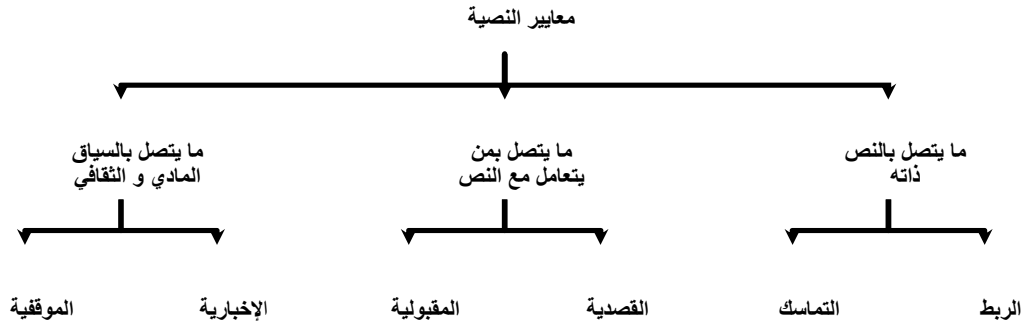 معايير النصية
ما يتصل بالنص
ذاته
ما يتصل بمن
يتعامل مع النص
ما يتصل بالسياق
المادي و الثقافي
الربط
التماسك
القصدية
المقبولية
الإخبارية
الموقفية